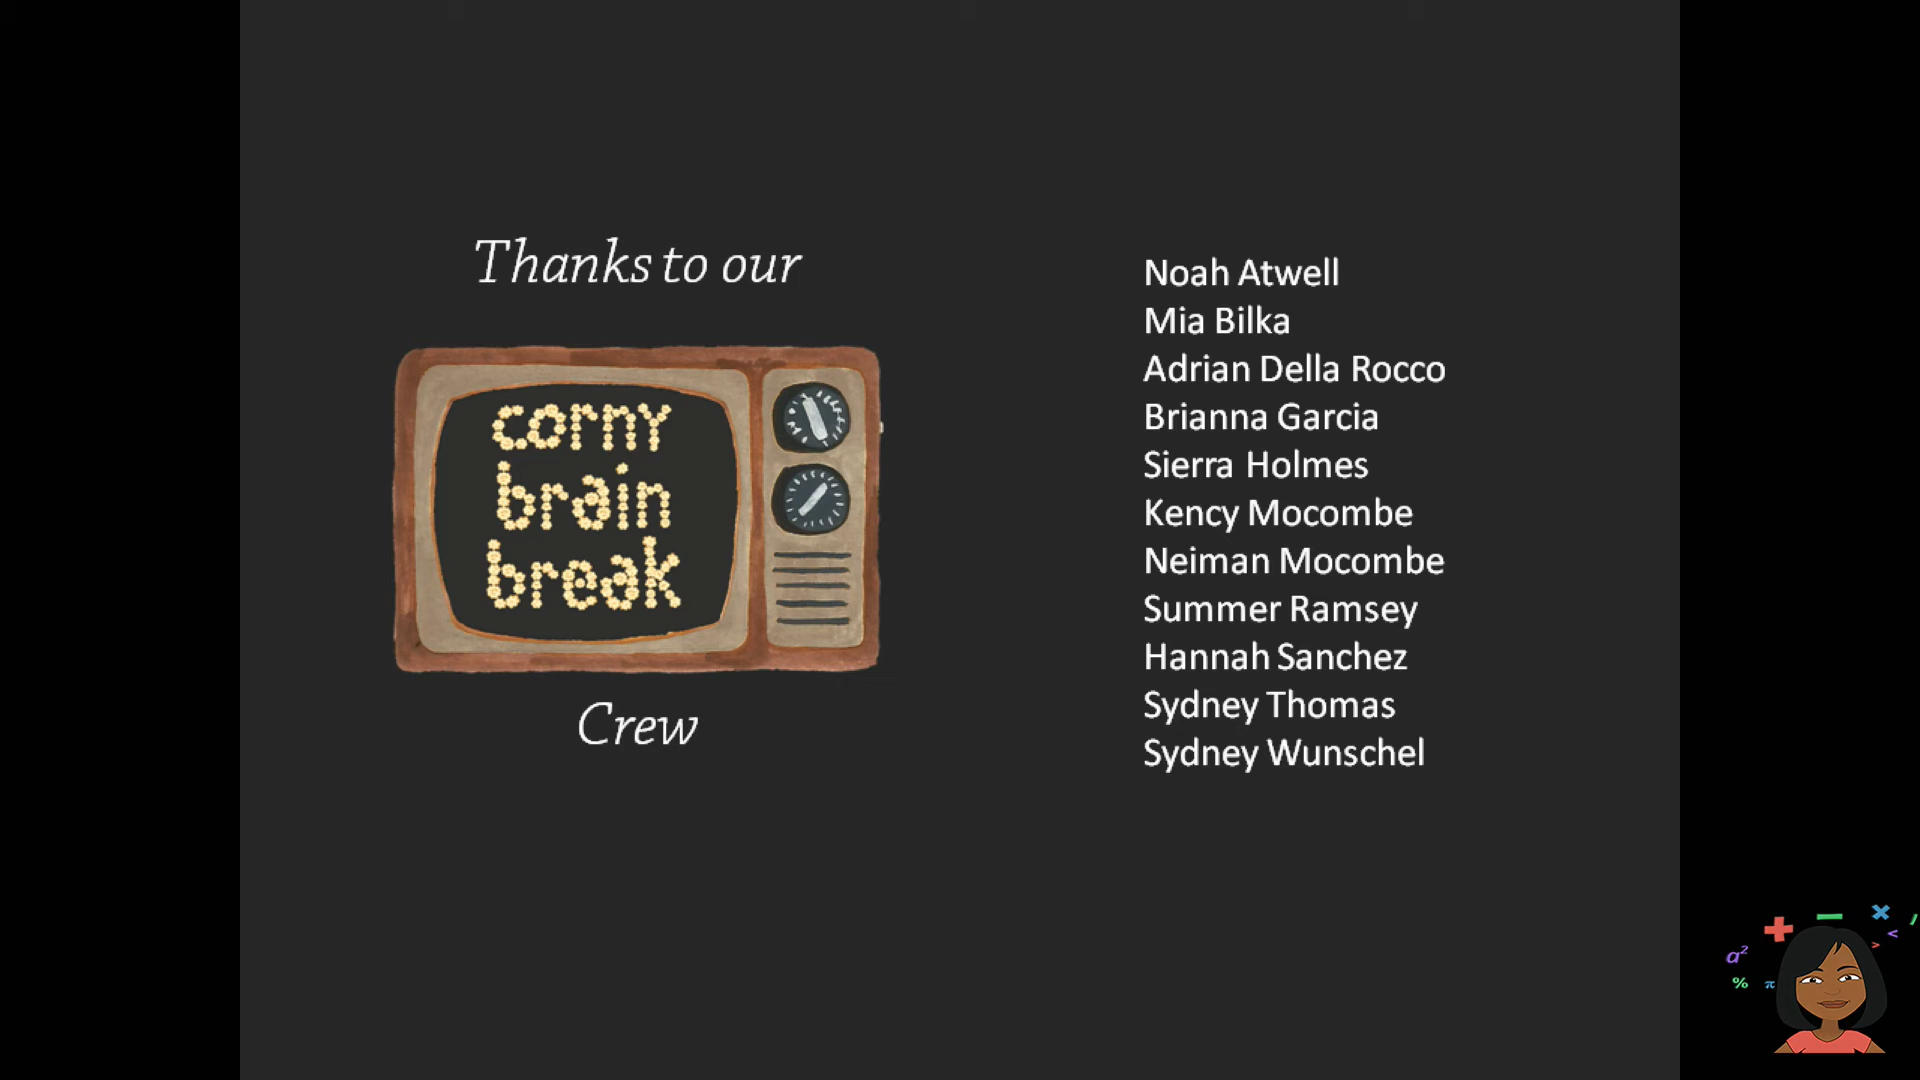 Thanks to our
corny
brain
break
Crew
Noah Atwell
Mia Bilka
Adrian Della Rocco
Brianna Garcia
Sierra Holmes
Kency Mocombe
Neiman Mocombe
Summer Ramsey
Hannah Sanchez
Sydney Thomas
Sydney Wunschel
+ − × 
a² > <
% π